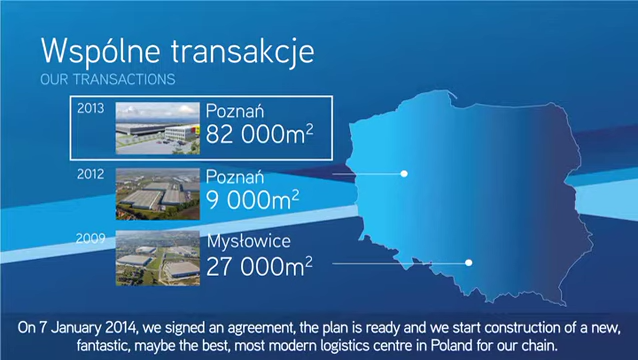 Wspólne transakcje
OUR TRANSACTIONS
2013
Poznań
82 000m²
2012
Poznań
9 000m²
2009
Mysłowice
27 000m²
On 7 January 2014, we signed an agreement, the plan is ready and we start construction of a new,
fantastic, maybe the best, most modern logistics centre in Poland for our chain.